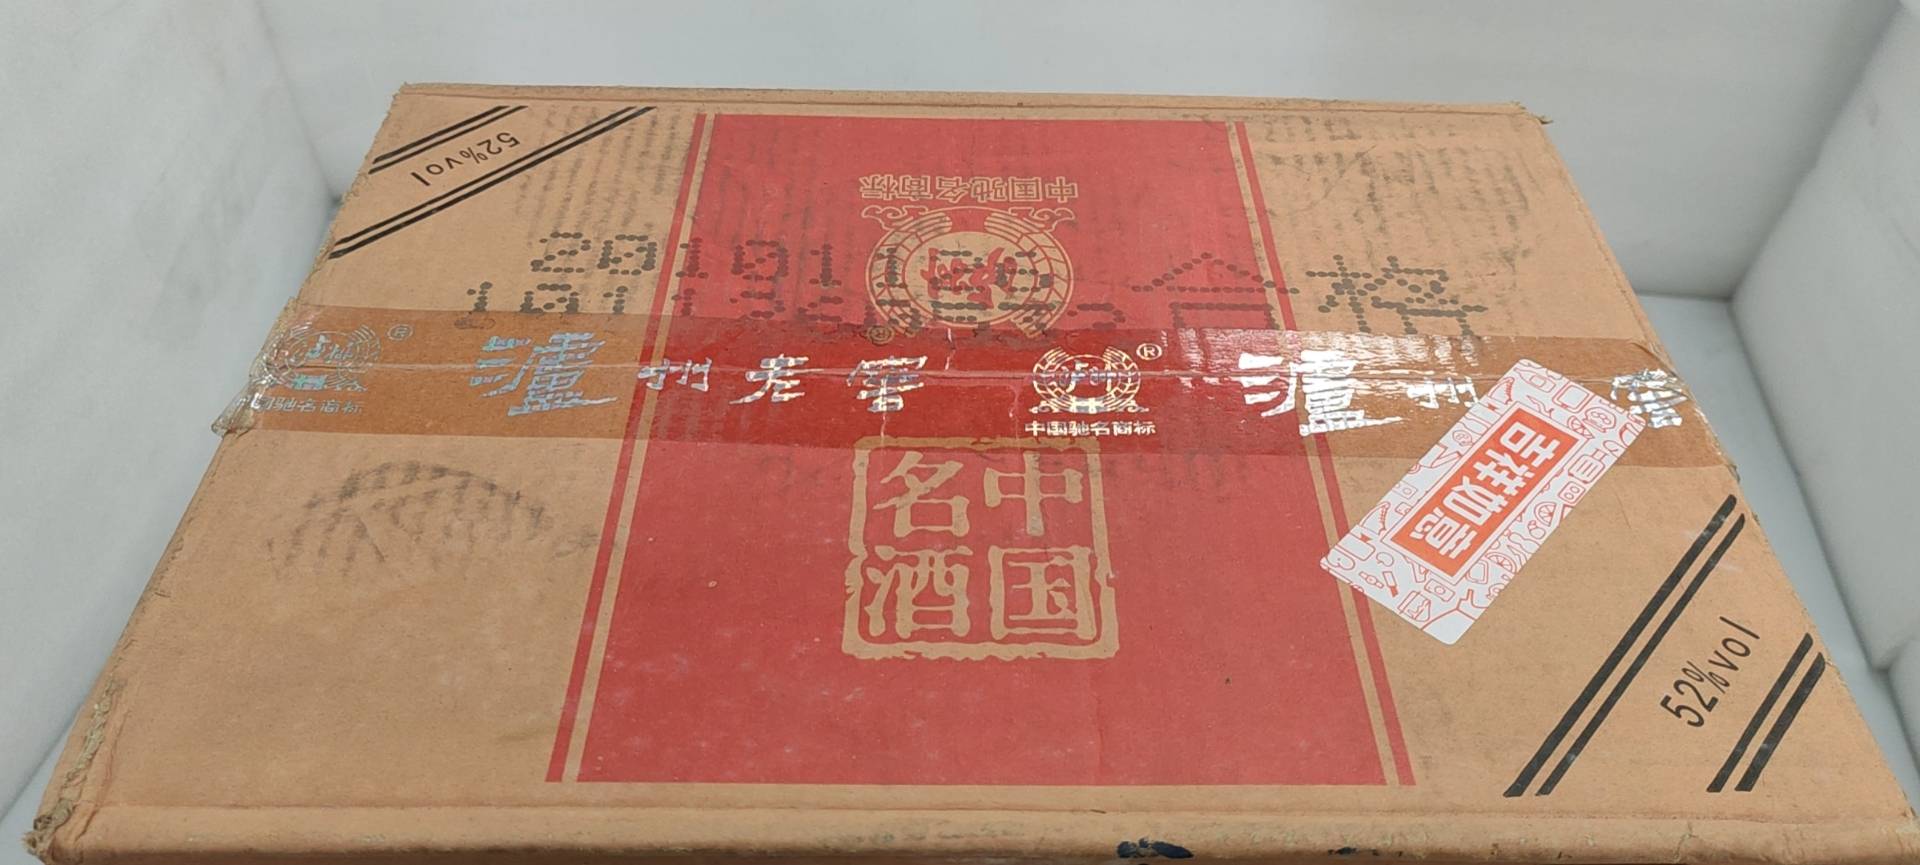 52%vol
中国驰名商标
合格
中国驰名商标
泸州老窖
®
中国驰名商标
泸州
中国
名酒
吉祥如意
52%vol